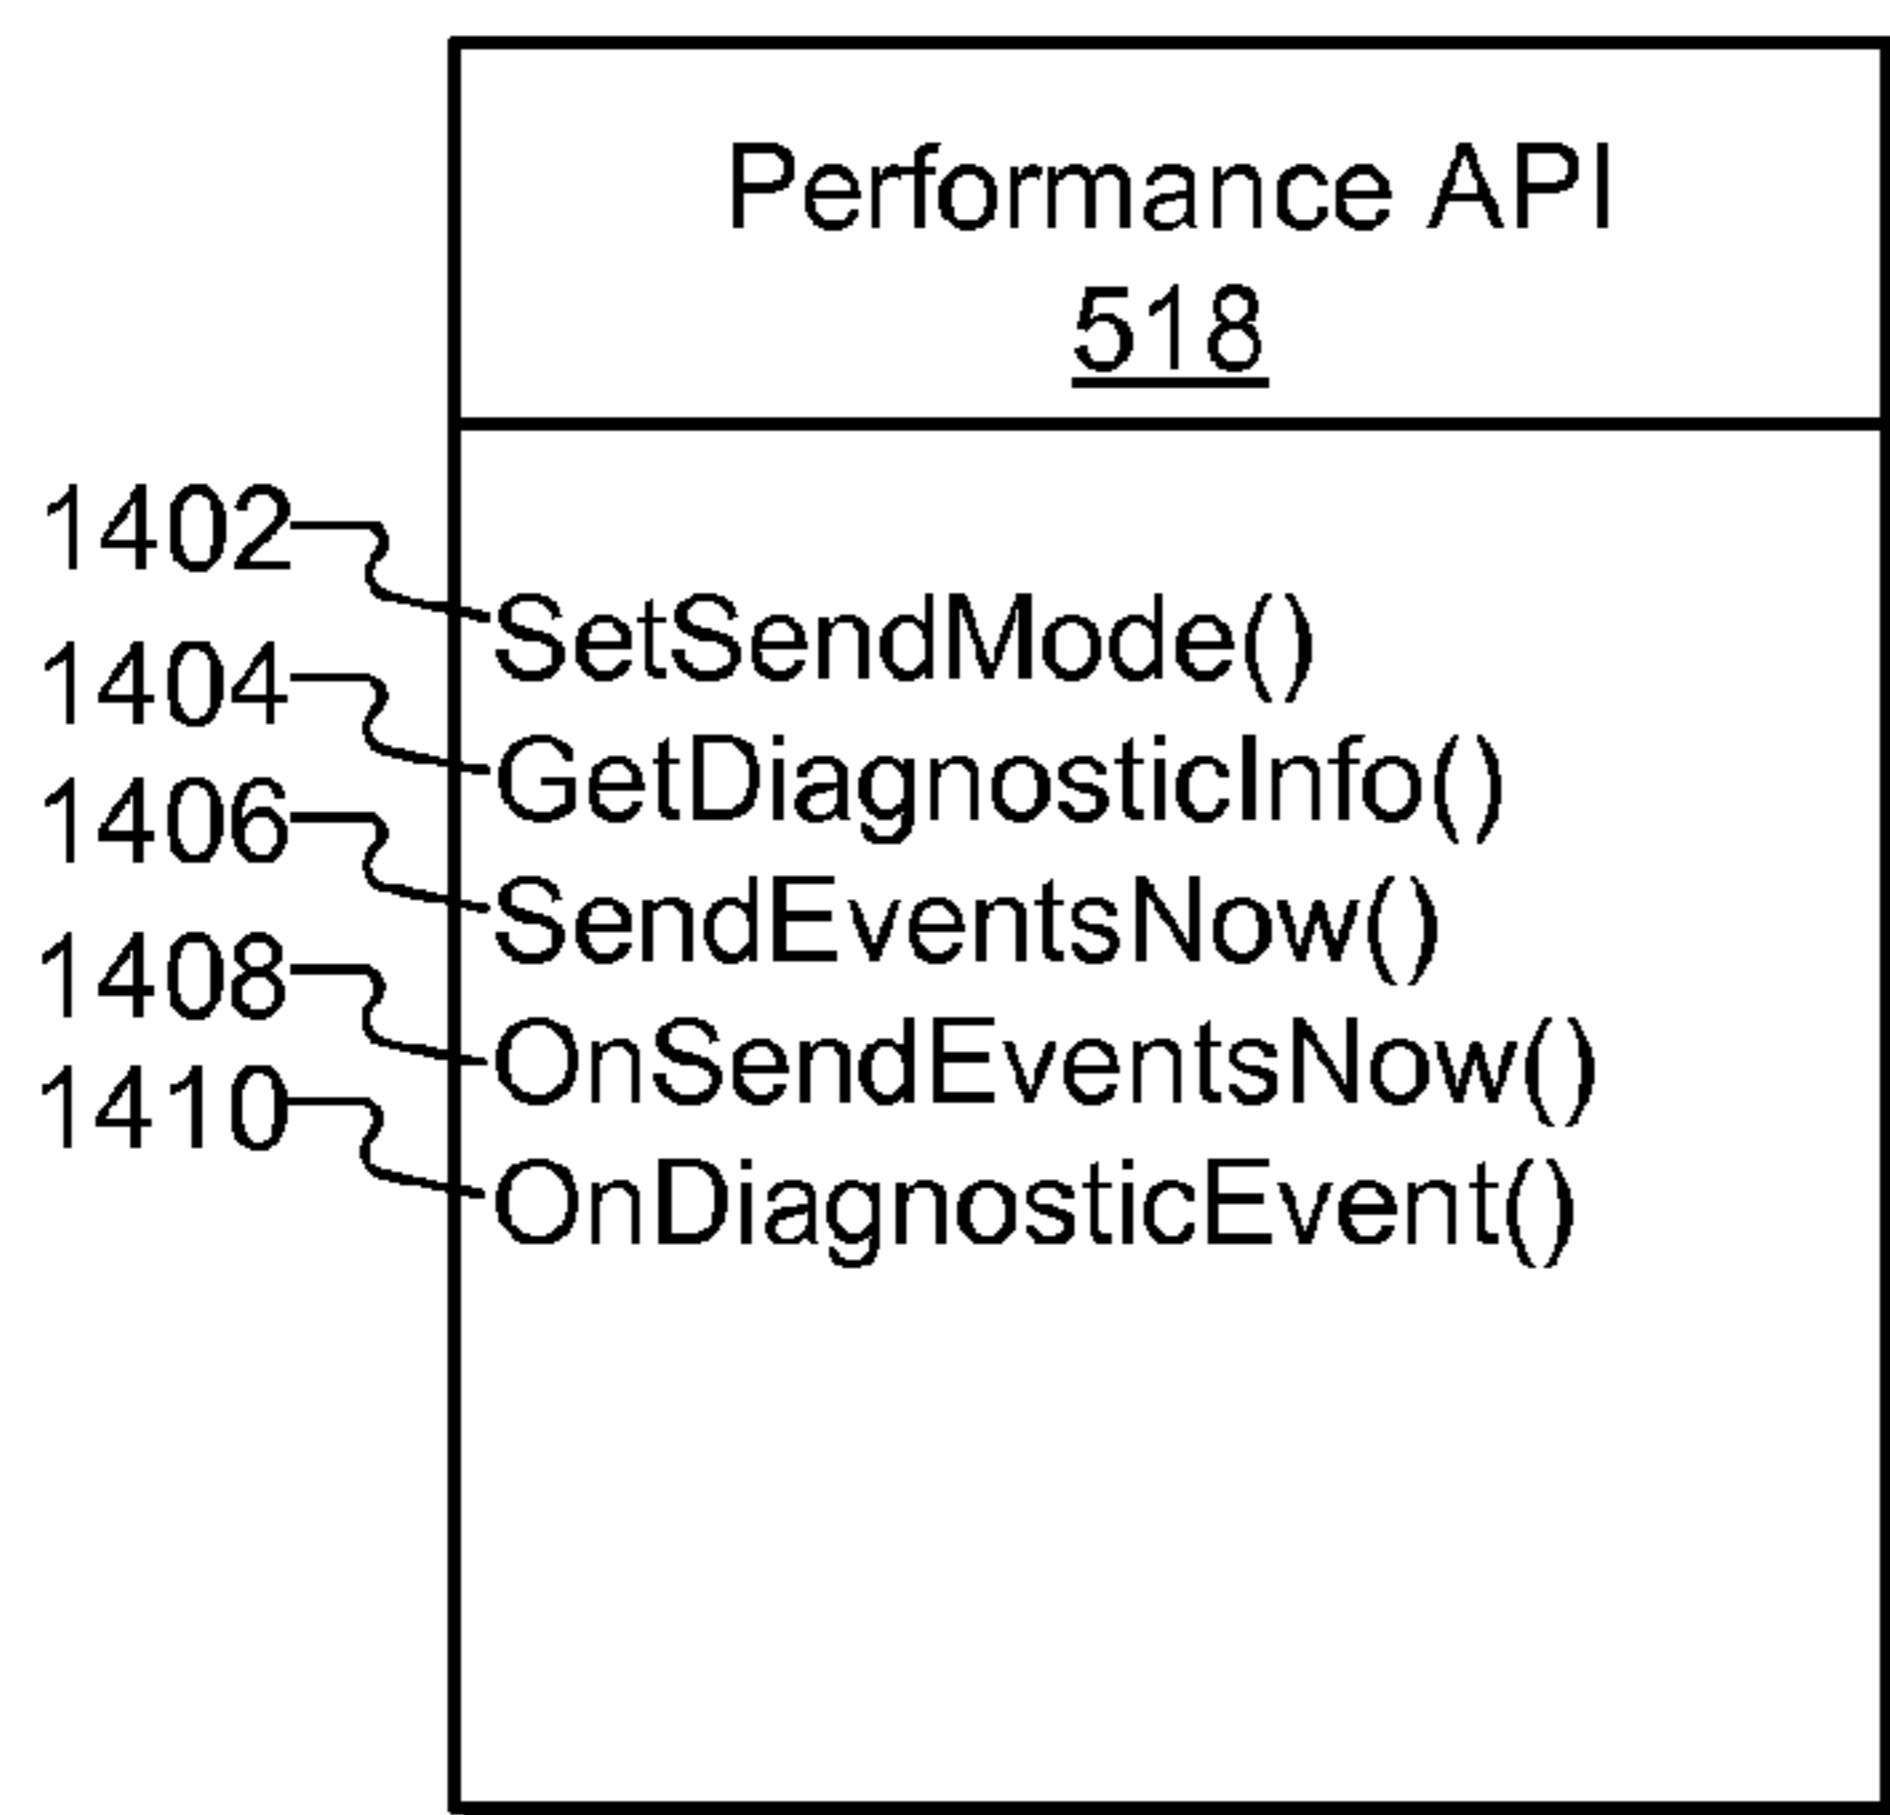 Performance API
518
1402
SetSendMode()
1404
GetDiagnosticInfo()
1406
SendEventsNow()
1408
OnSendEventsNow()
1410
OnDiagnosticEvent()